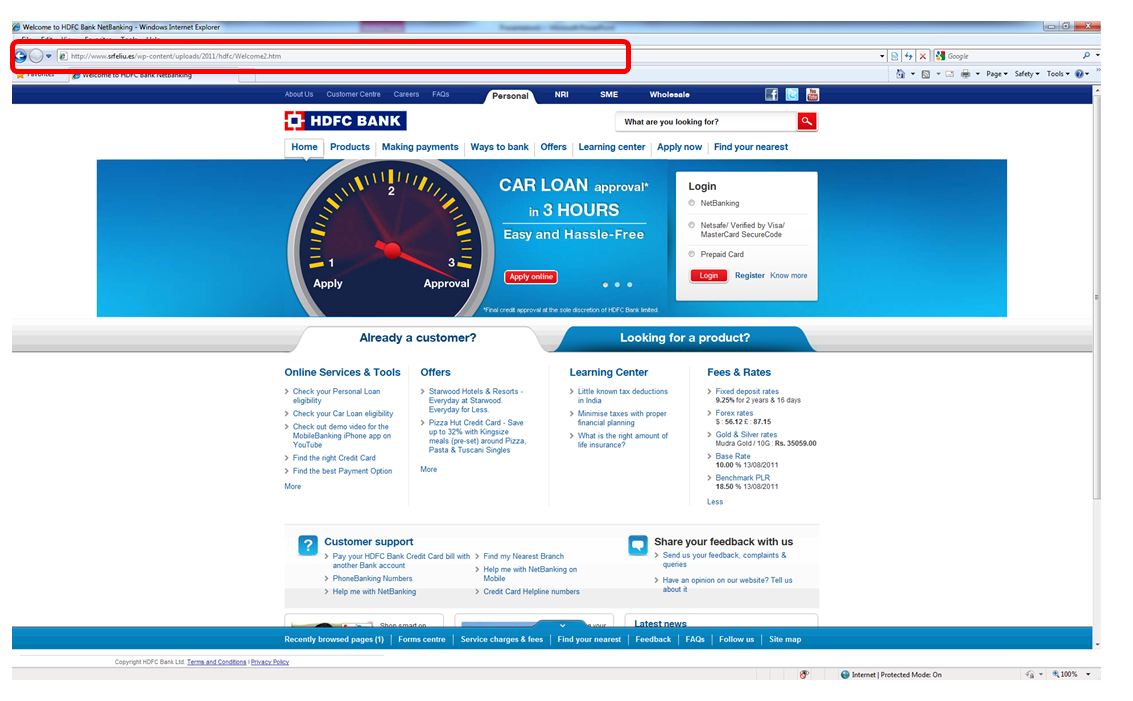 Welcome to HDFC Bank NetBanking - Windows Internet Explorer
http://www.srfeliu.es/wp-content/uploads/2011/hdfc/Welcome2.htm
Google
Favorites
Welcome to HDFC Bank NetBanking
Page Safety Tools
About Us Customer Centre Careers FAQs Personal NRI SME Wholesale
HDFC BANK
What are you looking for?
Home Products Making payments Ways to bank Offers Learning center Apply now Find your nearest
CAR LOAN approval*
in 3 HOURS
Easy and Hassle-Free
Apply online
*Final credit approval at the sole discretion of HDFC Bank limited.
1
2
3
Apply Approval
Login
NetBanking
Netsafe/ Verified by Visa/
MasterCard SecureCode
Prepaid Card
Login Register Know more
Already a customer? Looking for a product?
Online Services & Tools
Check your Personal Loan
eligibility
Check your Car Loan eligibility
Check out demo video for the
MobileBanking iPhone app on
YouTube
Find the right Credit Card
Find the best Payment Option
More
Offers
Starwood Hotels & Resorts -
Everyday at Starwood.
Everyday for Less.
Pizza Hut Credit Card - Save
up to 32% with Kingsize
meals (pre-set) around Pizza,
Pasta & Tuscani Singles
More
Learning Center
Little known tax deductions
in India
Minimise taxes with proper
financial planning
What is the right amount of
life insurance?
Fees & Rates
Fixed deposit rates
9.25% for 2 years & 16 days
Forex rates
$ : 56.12 £ : 87.15
Gold & Silver rates
Mudra Gold / 10G : Rs. 35059.00
Base Rate
10.00 % 13/08/2011
Benchmark PLR
18.50 % 13/08/2011
Less
Customer support
Pay your HDFC Bank Credit Card bill with
another Bank account
PhoneBanking Numbers
Help me with NetBanking
Find my Nearest Branch
Help me with NetBanking on
Mobile
Credit Card Helpline numbers
Share your feedback with us
Send us your feedback, complaints &
queries
Have an opinion on our website? Tell us
about it
Shop smart on
your
Latest news
Recently browsed pages (1) Forms centre Service charges & fees Find your nearest Feedback FAQs Follow us Site map
Copyright HDFC Bank Ltd. Terms and Conditions | Privacy Policy
Internet | Protected Mode: On 100%